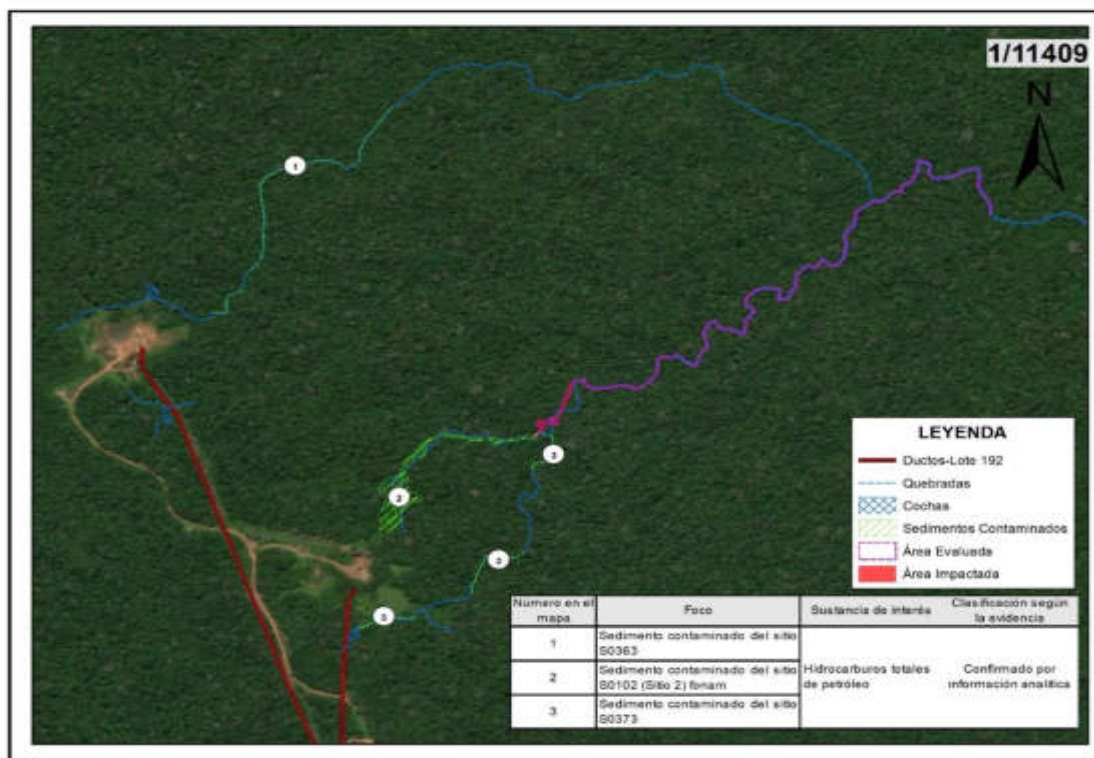 1/11409
N
1
2
3
3
LEYENDA
Ductos-Lote 192
Quebradas
Cochas
Sedimentos Contaminados
Área Evaluada
Área Impactada
Numero en el mapa
Foco
Sustancia de interés
Clasificación según la evidencia
1
Sedimento contaminado del sitio
S0363
2
Sedimento contaminado del sitio
S0102 (Sitio 2) fonam
3
Sedimento contaminado del sitio
S0373
Hidrocarburos totales
de petróleo
Confirmado por
información analítica